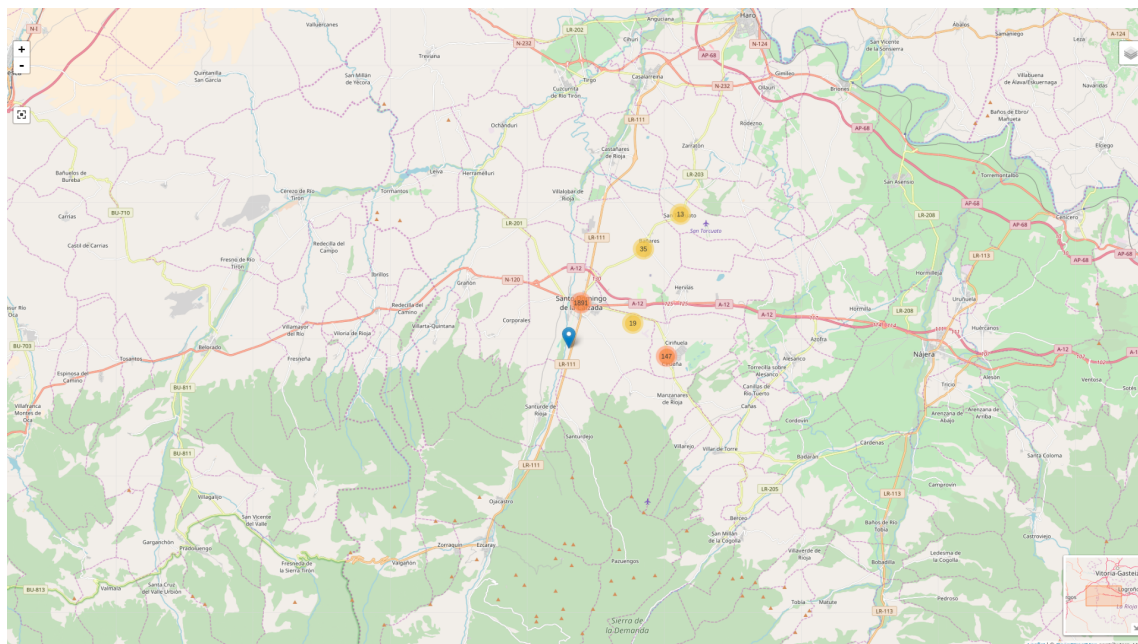 Anguciana
Haro
N-I
Valluércanes
LR-202
Cihuri
N-124
Ábalos
Samaniego
Leza
A-124
Treviana
N-232
San Vicente
de la Sonsierra
+
-
AP-68
Quintanilla
San García
San Millán
de Yécora
Tirgo
Casalarreina
Gimileo
Villabuena
de Álava/Eskuernaga
Navaridas
Cuzcurrita
de Río Tirón
N-232
Ollauri
Briones
Baños de Ebro/
Mañueta
LR-111
Ochánduri
Rodezno
AP-68
Castañares
de Rioja
Zarratón
Elciego
Bañuelos de
Bureba
Leiva
Herramélluri
LR-203
Torremontalbo
San Asensio
Cerezo de Río
Tirón
Tormantos
Villalobar de
Rioja
AP-68
Carrias
BU-710
13
San Torcuato
LR-208
Cenicero
LR-201
AP-68
Castil de Carrias
Redecilla del
Campo
LR-111
35
AP-68
AP-68
Fresno de Río
Tirón
LR-113
Ibrillos
A-12
Hormilleja
N-120
Grañón
Hervías
Uruñuela
Redecilla del
Camino
1891
Santo Domingo
de la Calzada
A-12
A-12
Hormilla
LR-208
A-12
Villamayor
del Río
Viloria de Rioja
Villarta-Quintana
Corporales
19
Huércanos
BU-703
Belorado
Ciriñuela
Azofra
Nájera
A-12
Tosantos
Fresneña
147
Alesanco
LR-111
Torrecilla sobre
Alesanco
Espinosa del
Camino
Alesón
Ventosa
Tricio
BU-811
Manzanares
de Rioja
Canillas de
Río Tuerto
Villafranca
Montes de
Oca
Cañas
Santurde de
Rioja
Arenzana de
Abajo
Arenzana de
Arriba
Cordovín
Santurdejo
Cárdenas
Villarejo
Villar de Torre
BU-811
Badarán
Santa Coloma
LR-111
Camprovín
LR-205
Villagalijo
Ojacastro
LR-113
San Vicente
del Valle
Berceo
Baños de Río
Tobía
San Millán
de la Cogolla
Castroviejo
Garganchón
Pradoluengo
Zorraquín
Ezcaray
Villaverde de
Rioja
Ledesma de
la Cogolla
Fresneda de
la Sierra Tirón
Valgañón
Pazuengos
Bobadilla
Vitoria-Gasteiz
BU-813
Valmala
Santa Cruz
del Valle Urbión
Logroño
Tobía
Matute
Pedroso
LR-113
La Rioja
Sierra de
la Demanda